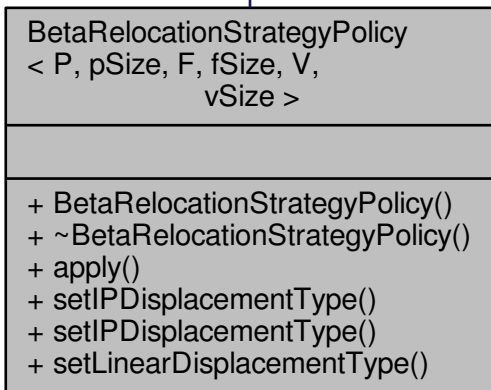 BetaRelocationStrategyPolicy
< P, pSize, F, fSize, V,
vSize >
+ BetaRelocationStrategyPolicy()
+ ~BetaRelocationStrategyPolicy()
+ apply()
+ setIPDisplacementType()
+ setIPDisplacementType()
+ setLinearDisplacementType()